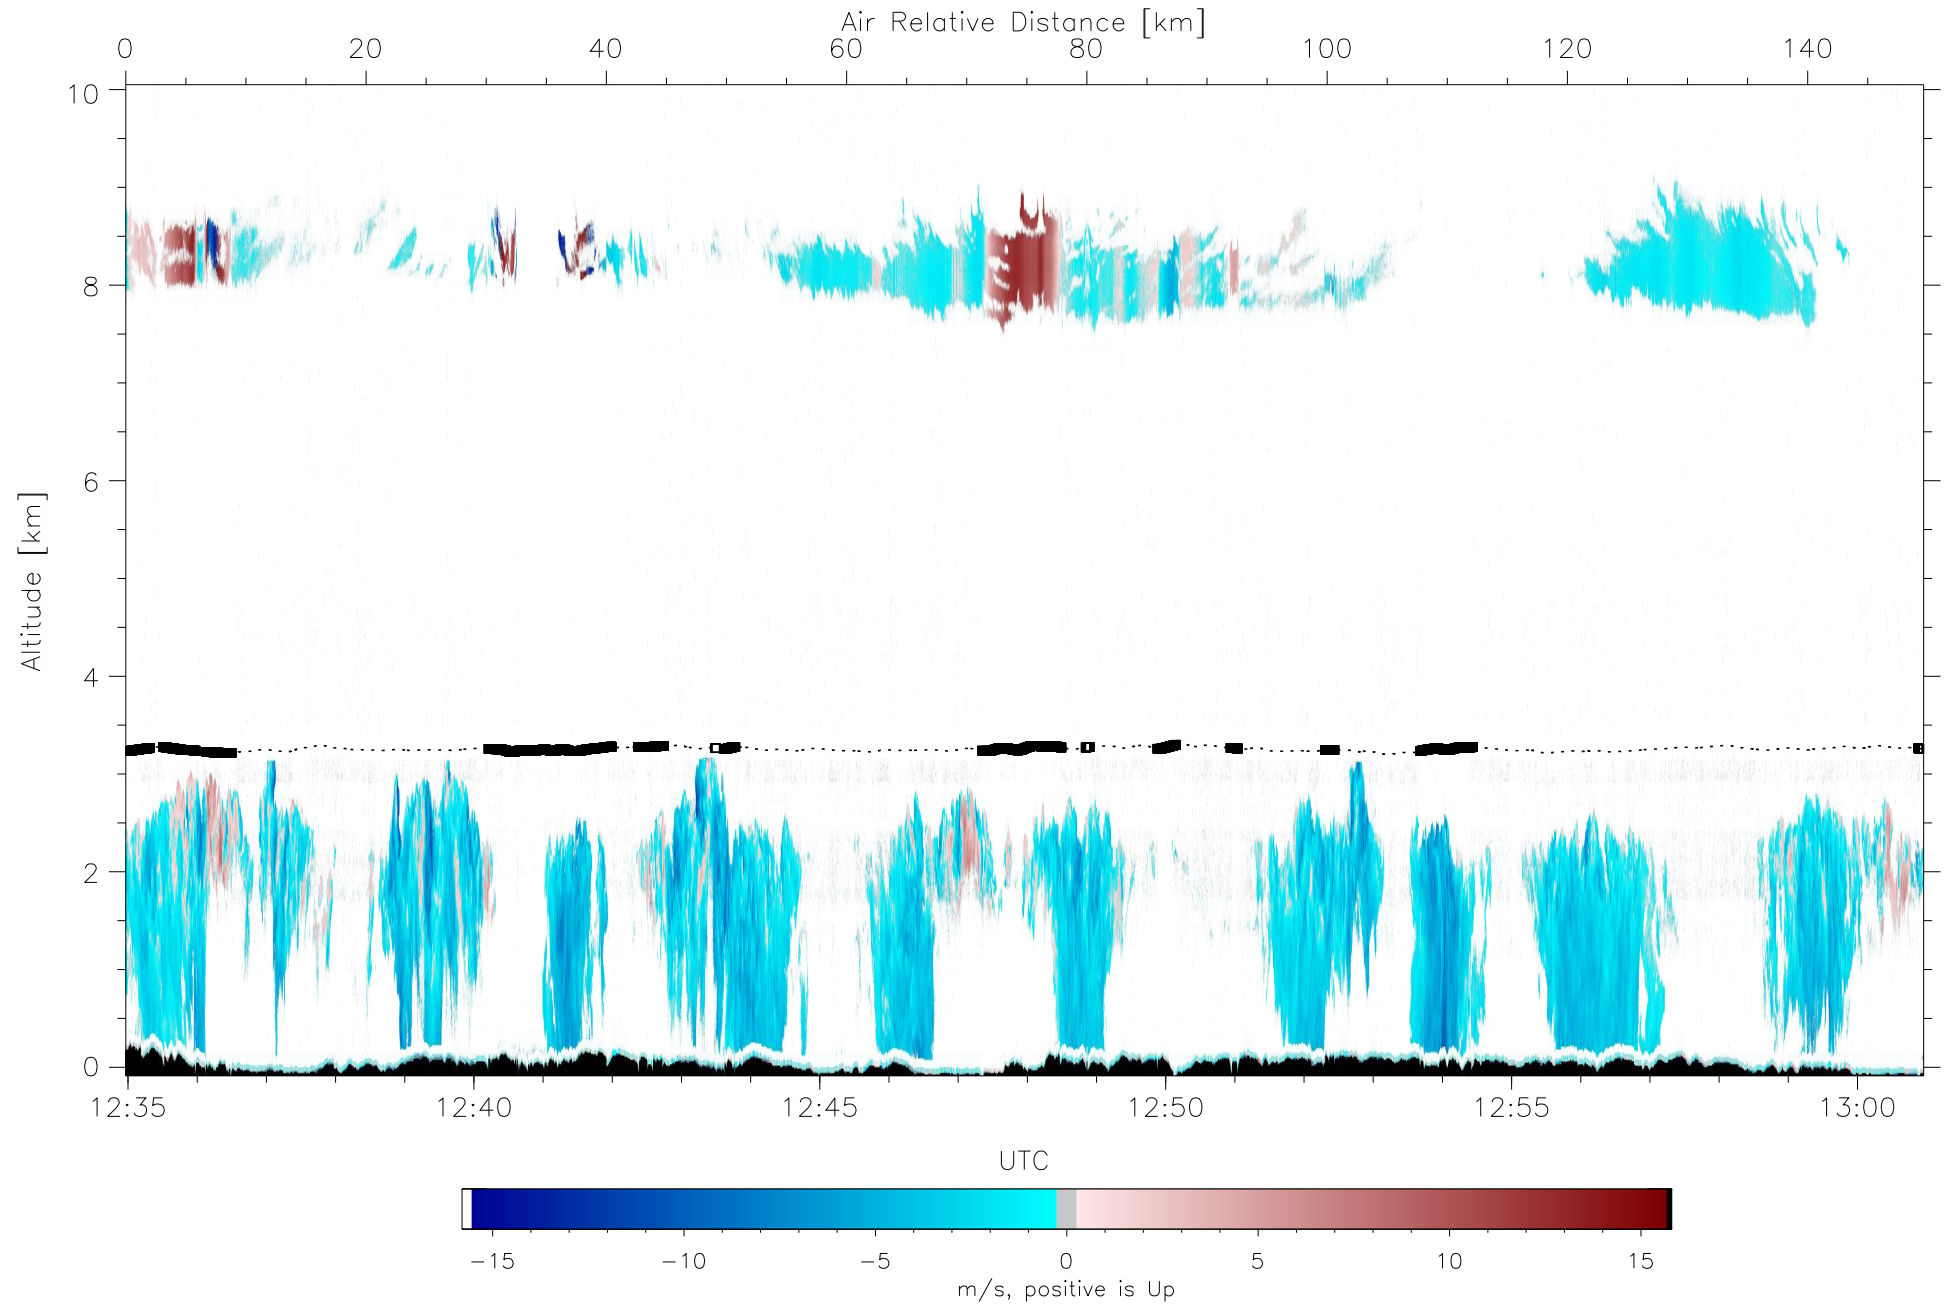 Air Relative Distance [km]
0 20 40 60 80 100 120 140
10
8
6
4
2
0
Altitude [km]
12:35 12:40 12:45 12:50 12:55 13:00
UTC
−15 −10 −5 0 5 10 15
m/s, positive is Up